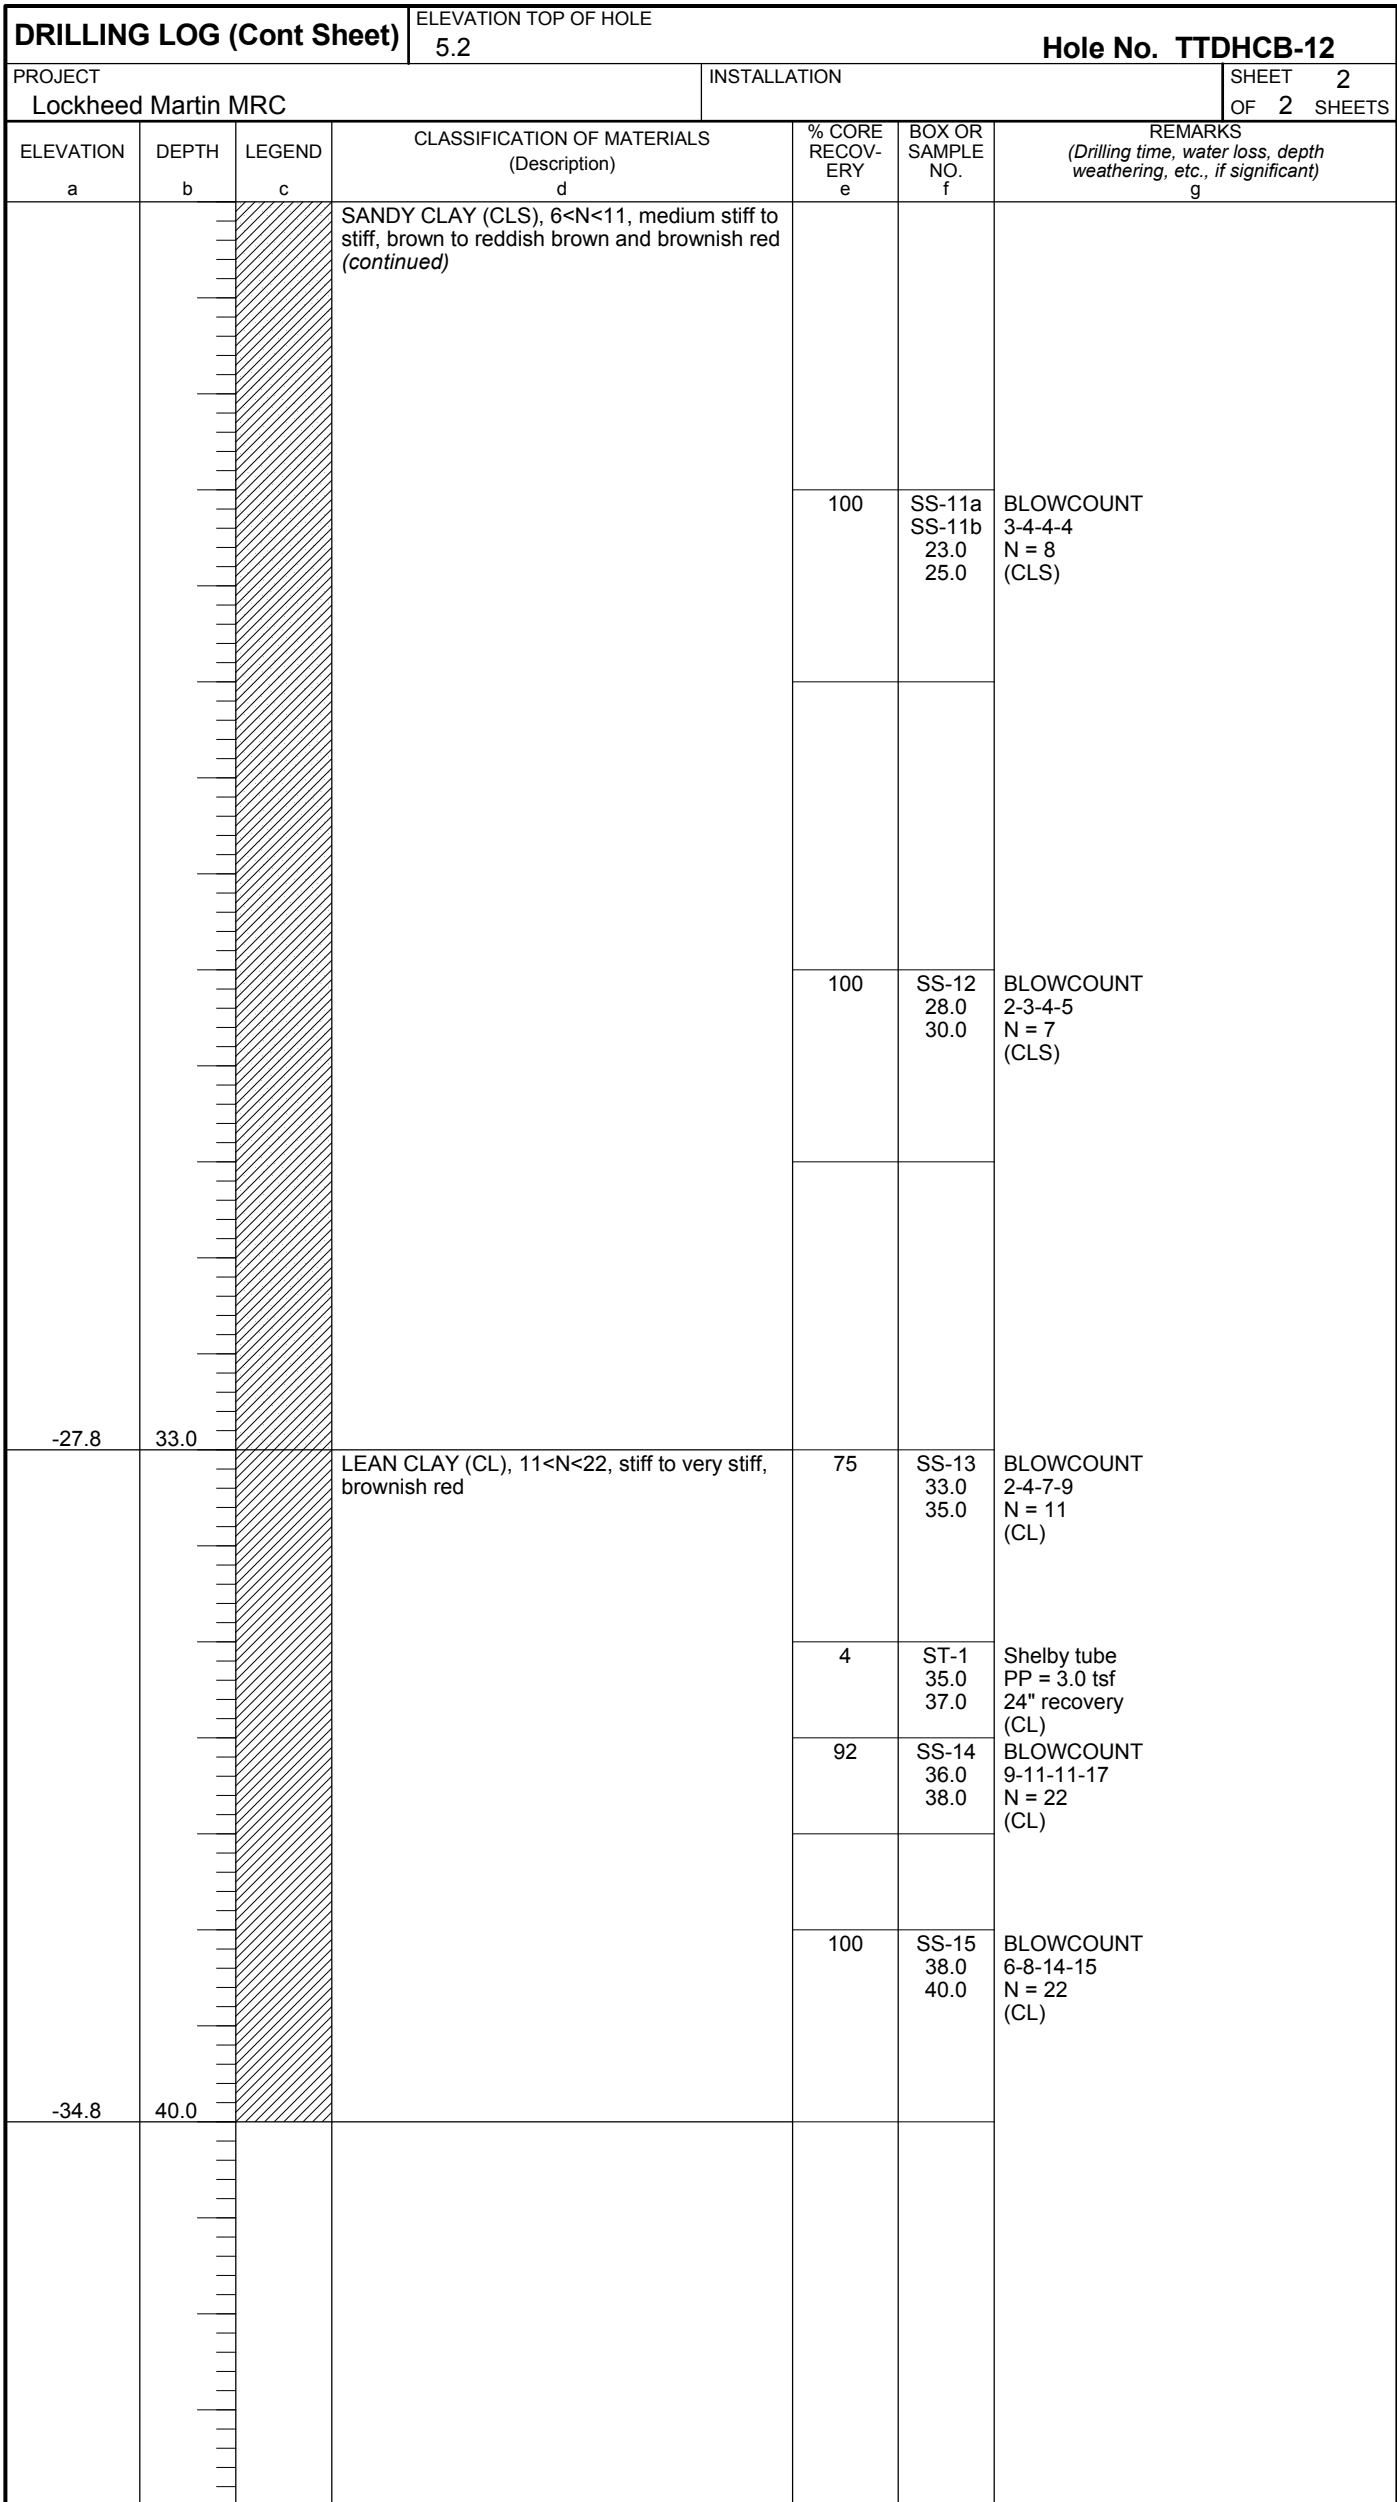 DRILLING LOG (Cont Sheet)
ELEVATION TOP OF HOLE
5.2
Hole No. TTDHCB-12
PROJECT
Lockheed Martin MRC
INSTALLATION
SHEET 2
OF 2 SHEETS
ELEVATION
a
DEPTH
b
LEGEND
c
CLASSIFICATION OF MATERIALS
(Description)
d
% CORE
RECOV-
ERY
e
BOX OR
SAMPLE
NO.
f
REMARKS
(Drilling time, water loss, depth
weathering, etc., if significant)
g
SANDY CLAY (CLS), 6<N<11, medium stiff to
stiff, brown to reddish brown and brownish red
(continued)
100
SS-11a
SS-11b
23.0
25.0
BLOWCOUNT
3-4-4-4
N = 8
(CLS)
100
SS-12
28.0
30.0
BLOWCOUNT
2-3-4-5
N = 7
(CLS)
-27.8
33.0
LEAN CLAY (CL), 11<N<22, stiff to very stiff,
brownish red
75
SS-13
33.0
35.0
BLOWCOUNT
2-4-7-9
N = 11
(CL)
4
ST-1
35.0
37.0
Shelby tube
PP = 3.0 tsf
24" recovery
(CL)
92
SS-14
36.0
38.0
BLOWCOUNT
9-11-11-17
N = 22
(CL)
100
SS-15
38.0
40.0
BLOWCOUNT
6-8-14-15
N = 22
(CL)
-34.8
40.0